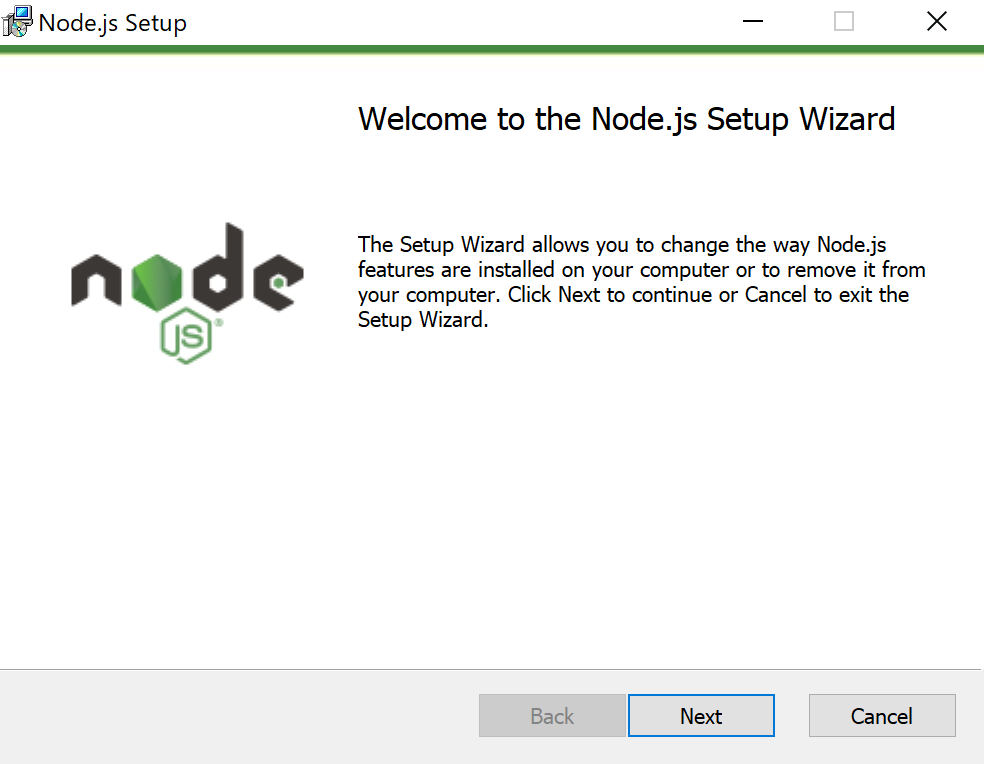 Node.js Setup
Welcome to the Node.js Setup Wizard
The Setup Wizard allows you to change the way Node.js
features are installed on your computer or to remove it from
your computer. Click Next to continue or Cancel to exit the
Setup Wizard.
node
JS®
Back
Next
Cancel